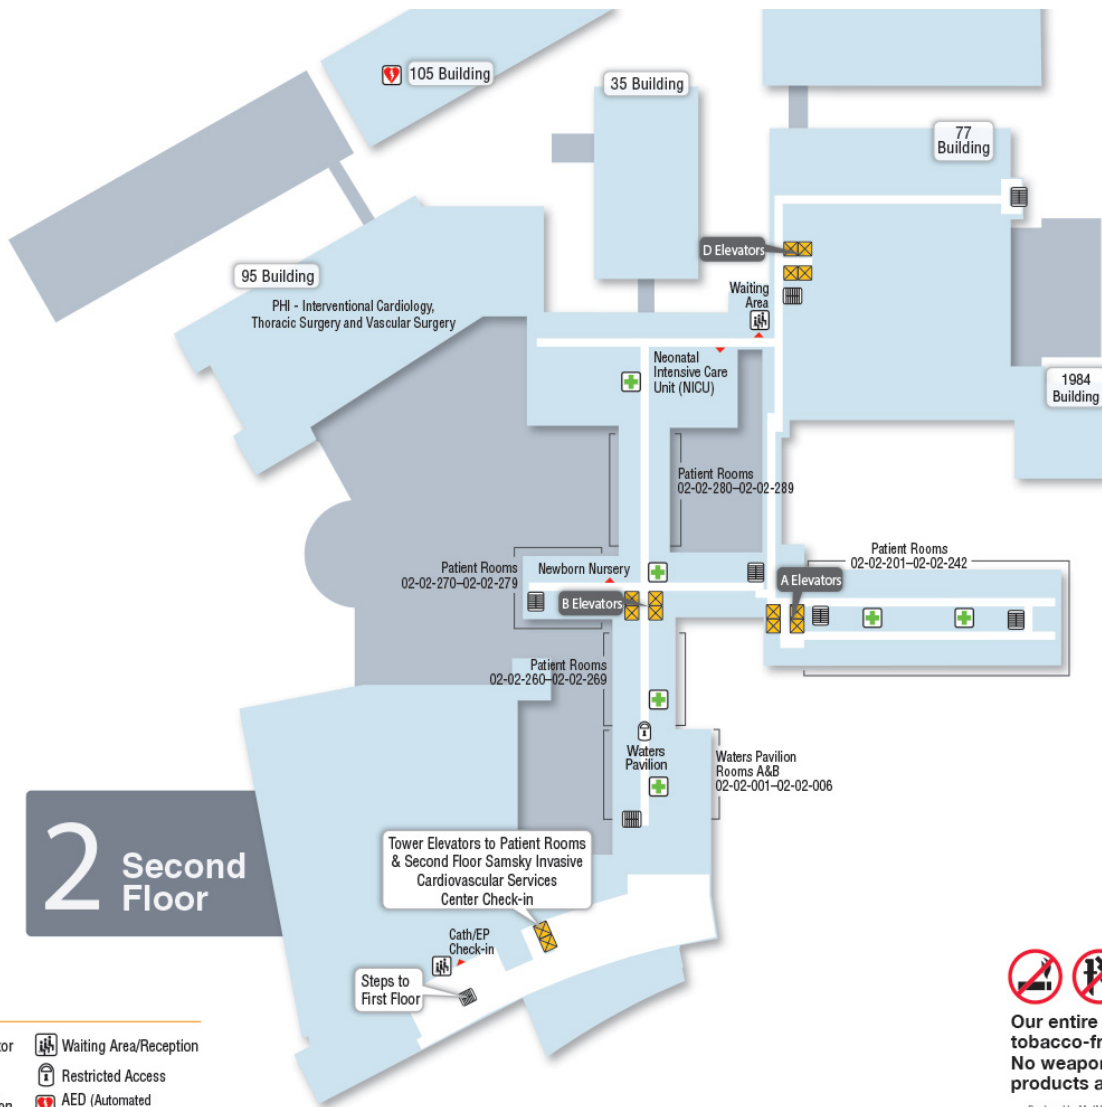 105 Building
35 Building
77
Building
D Elevators
95 Building
PHI - Interventional Cardiology,
Thoracic Surgery and Vascular Surgery
Waiting
Area
Neonatal
Intensive Care
Unit (NICU)
1984
Building
Patient Rooms
02-02-280–02-02-289
Patient Rooms
02-02-201–02-02-242
Patient Rooms
02-02-270–02-02-279
Newborn Nursery
A Elevators
B Elevators
Patient Rooms
02-02-260–02-02-269
Waters
Pavilion
Waters Pavilion
Rooms A&B
02-02-001–02-02-006
2 Second
Floor
Tower Elevators to Patient Rooms
& Second Floor Samsky Invasive
Cardiovascular Services
Center Check-in
Cath/EP
Check-in
Steps to
First Floor
tor
Waiting Area/Reception
Restricted Access
AED (Automated
Our entire
tobacco-fr
No weapon
products a